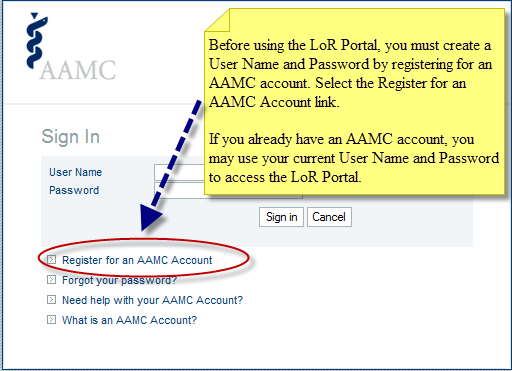 AAMC
Before using the LoR Portal, you must create a
User Name and Password by registering for an
AAMC account. Select the Register for an
AAMC Account link.
If you already have an AAMC account, you
may use your current User Name and Password
to access the LoR Portal.
Sign In
User Name
Password
Sign in Cancel
Register for an AAMC Account
Forgot your password?
Need help with your AAMC Account?
What is an AAMC Account?